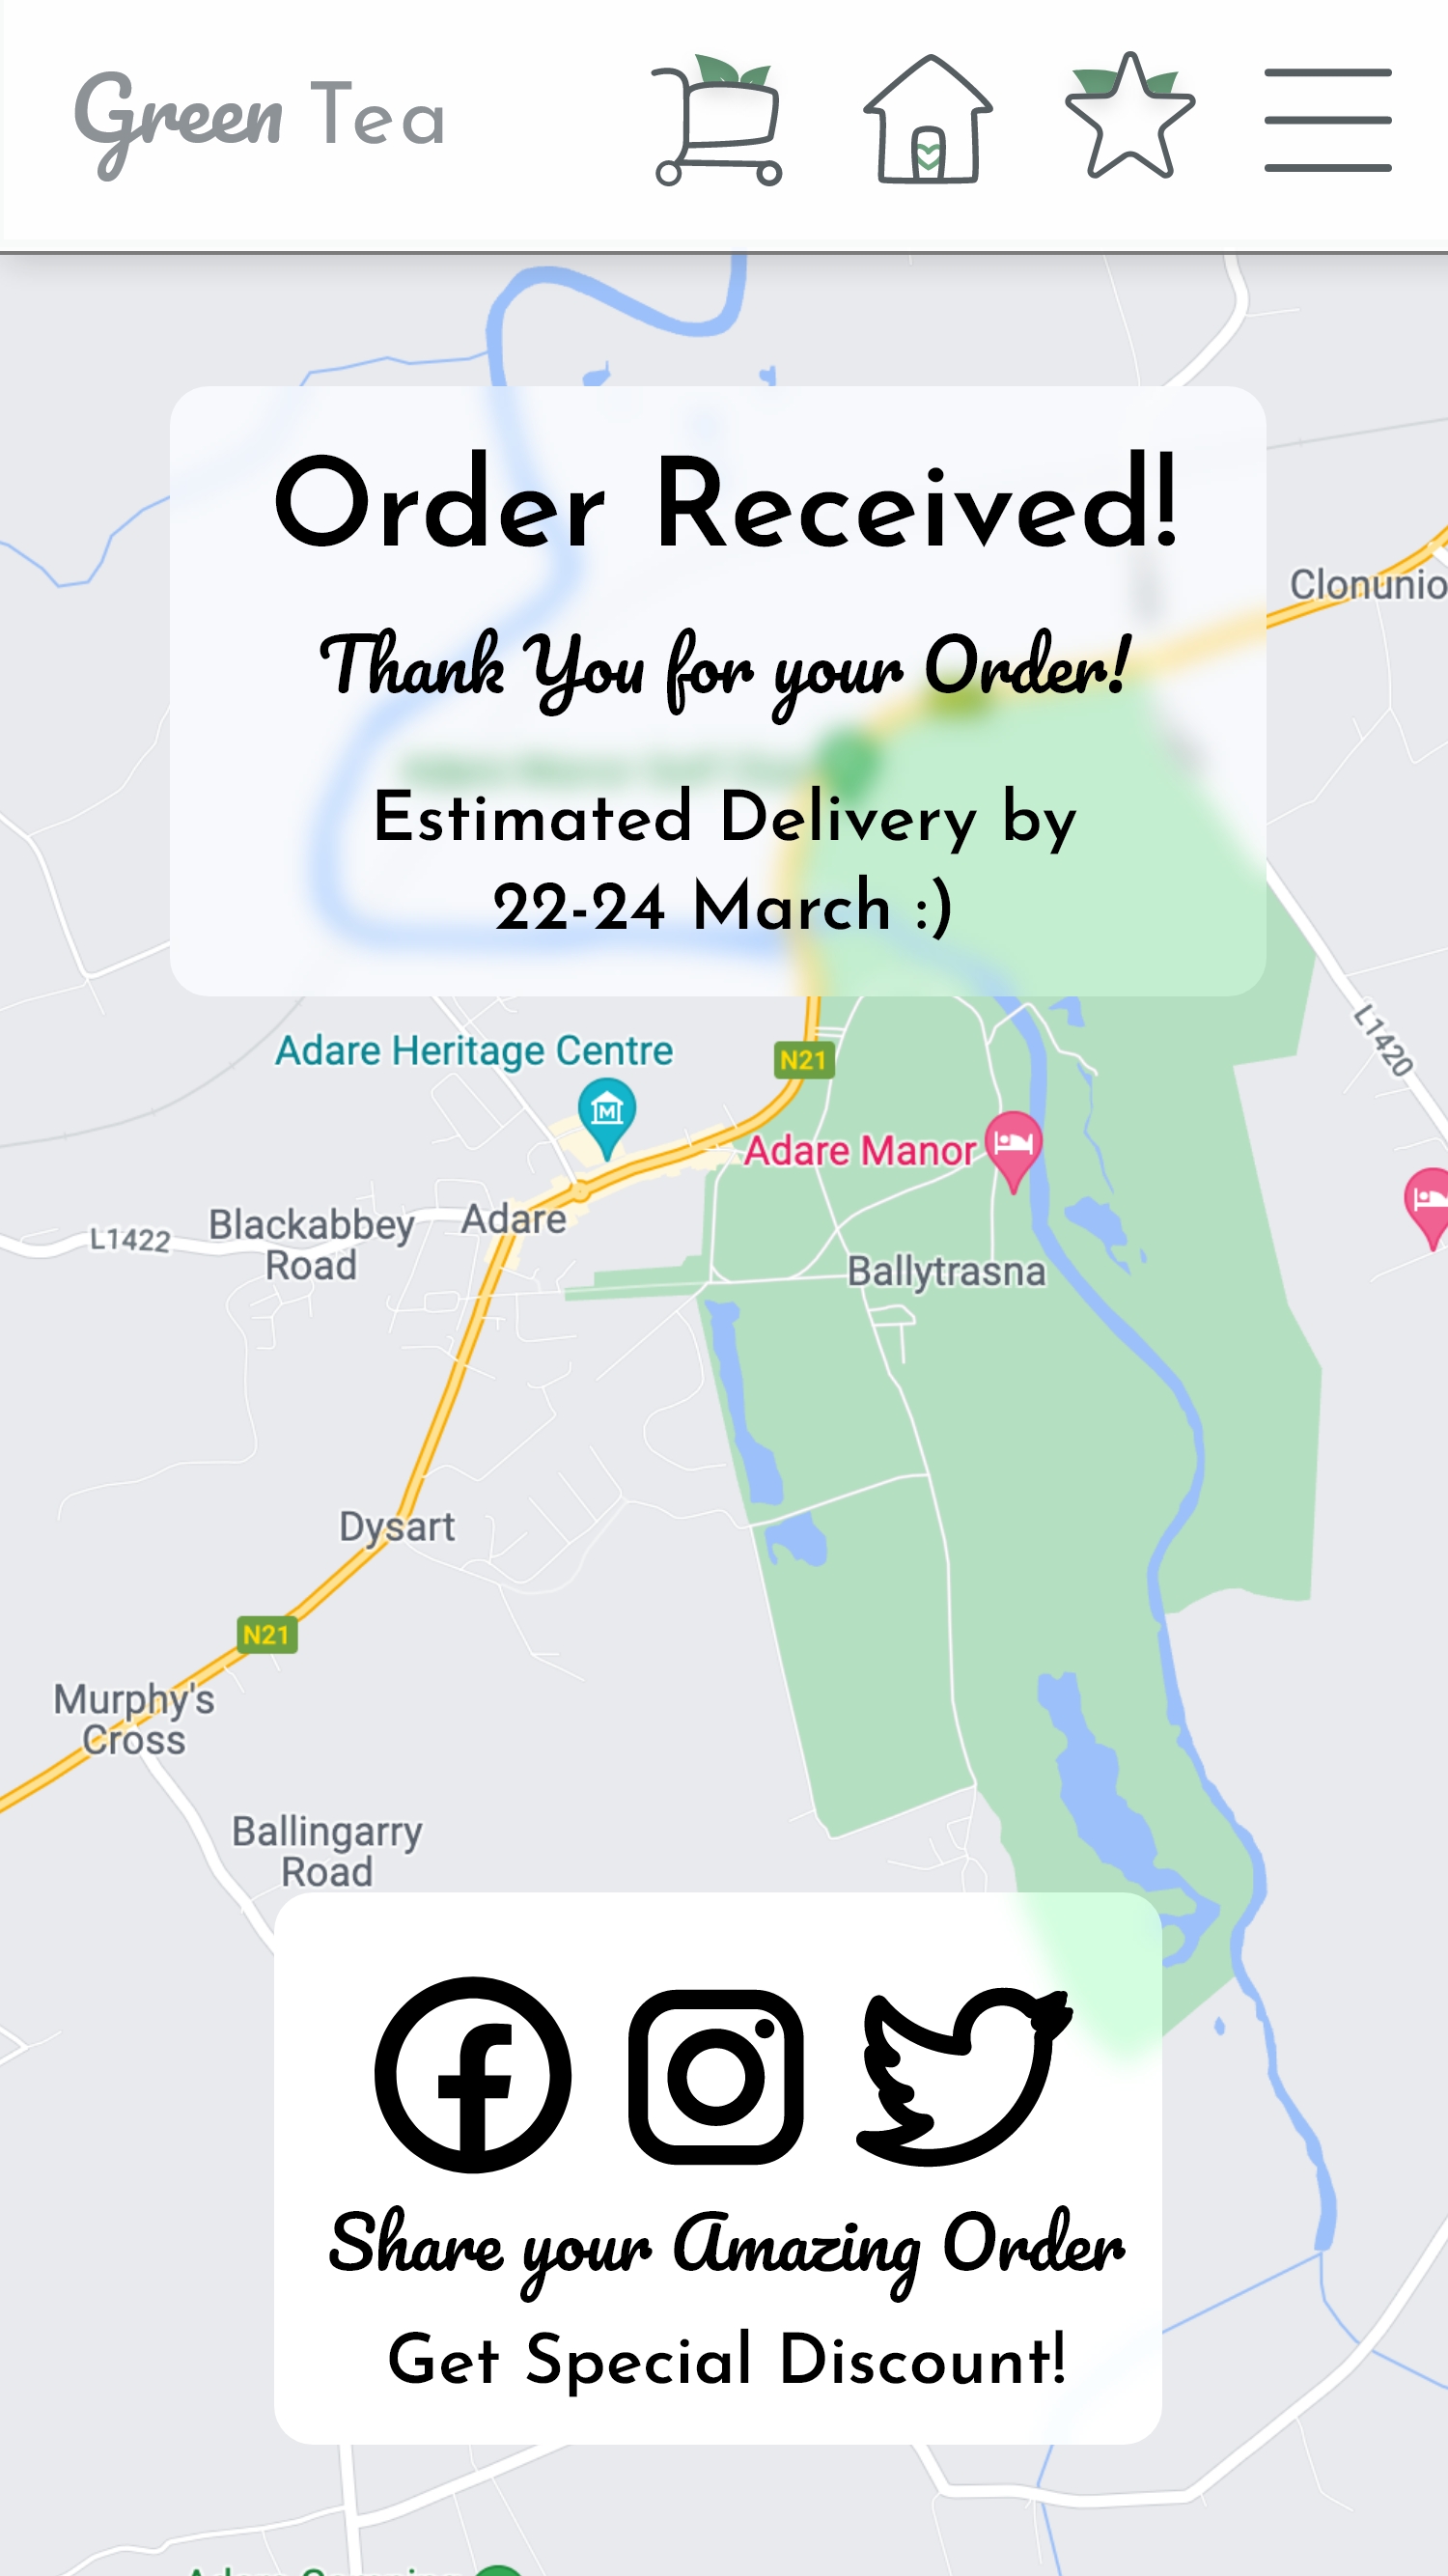 Green Tea
Order Received!
Thank You for your Order!
Estimated Delivery by
22-24 March :)
Clonunio
L1420
Adare Heritage Centre
N21
Adare Manor
Blackabbey
Road
Adare
L1422
Ballytrasna
Dysart
N21
Murphy's
Cross
Ballingarry
Road
Share your Amazing Order
Get Special Discount!